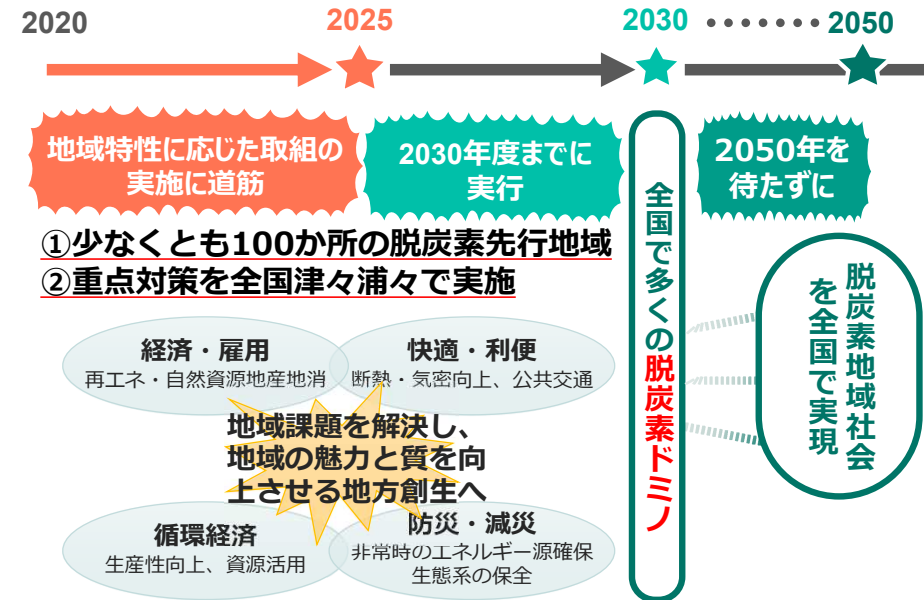 2020
2025
2030
2050
地域特性に応じた取組の
実施に道筋
2030年度までに
実行
2050年を
待たずに
①少なくとも100か所の脱炭素先行地域
②重点対策を全国津々浦々で実施
経済・雇用
再エネ・自然資源地産地消
快適・利便
断熱・気密向上、公共交通
地域課題を解決し、
地域の魅力と質を向
上させる地方創生へ
循環経済
生産性向上、資源活用
防災・減災
非常時のエネルギー源確保
生態系の保全
全国で多くの脱炭素ドミノ
脱炭素地域社会
を全国で実現